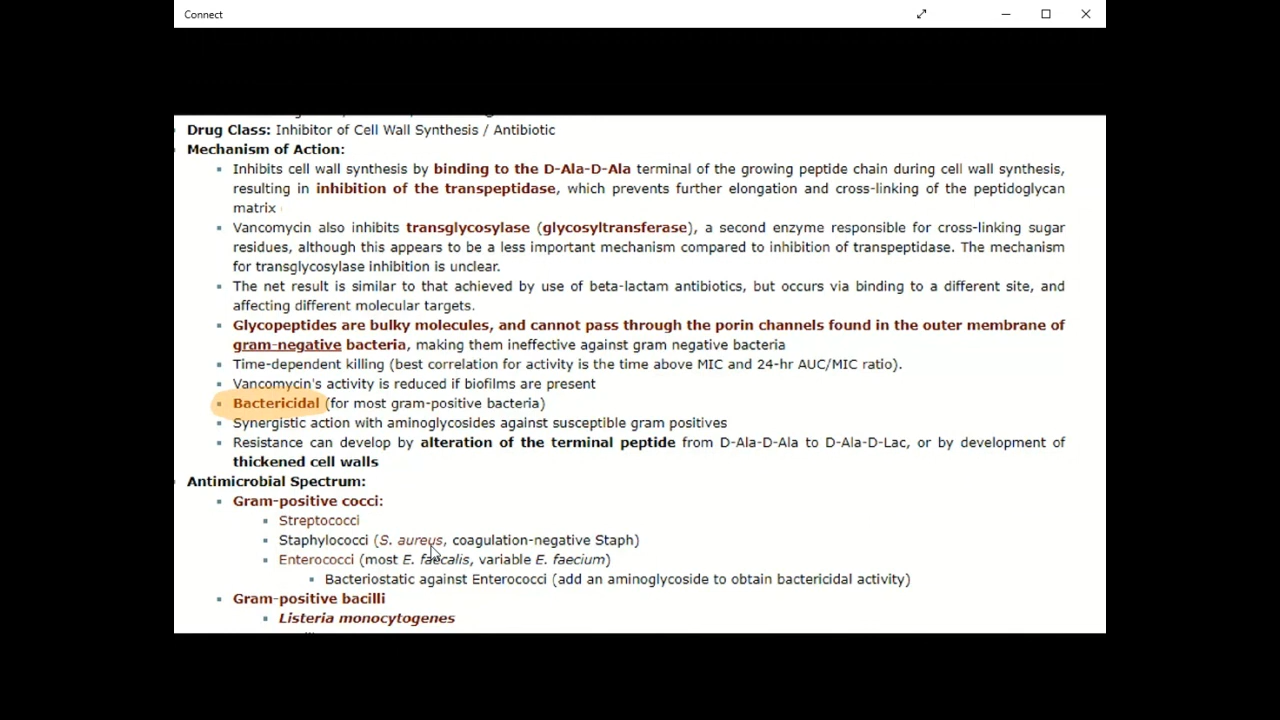 Connect
Drug Class: Inhibitor of Cell Wall Synthesis / Antibiotic
Mechanism of Action:
Inhibits cell wall synthesis by binding to the D-Ala-D-Ala terminal of the growing peptide chain during cell wall synthesis,
resulting in inhibition of the transpeptidase, which prevents further elongation and cross-linking of the peptidoglycan
matrix
Vancomycin also inhibits transglycosylase (glycosyltransferase), a second enzyme responsible for cross-linking sugar
residues, although this appears to be a less important mechanism compared to inhibition of transpeptidase. The mechanism
for transglycosylase inhibition is unclear.
The net result is similar to that achieved by use of beta-lactam antibiotics, but occurs via binding to a different site, and
affecting different molecular targets.
Glycopeptides are bulky molecules, and cannot pass through the porin channels found in the outer membrane of
gram-negative bacteria, making them ineffective against gram negative bacteria
Time-dependent killing (best correlation for activity is the time above MIC and 24-hr AUC/MIC ratio).
Vancomycin's activity is reduced if biofilms are present
Bactericidal (for most gram-positive bacteria)
Synergistic action with aminoglycosides against susceptible gram positives
Resistance can develop by alteration of the terminal peptide from D-Ala-D-Ala to D-Ala-D-Lac, or by development of
thickened cell walls
Antimicrobial Spectrum:
Gram-positive cocci:
Streptococci
Staphylococci (S. aureus, coagulation-negative Staph)
Enterococci (most E. faecalis, variable E. faecium)
Bacteriostatic against Enterococci (add an aminoglycoside to obtain bactericidal activity)
Gram-positive bacilli
Listeria monocytogenes